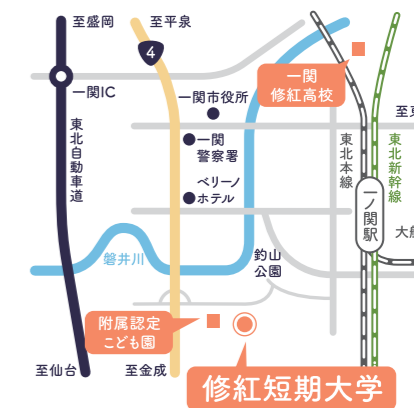 至盛岡
至平泉
4
一関
修紅高校
一関IC
一関市役所
至東
東北自動車道
一関
警察署
東北本線
東北新幹線
ベリーノ
ホテル
一ノ関駅
大船
磐井川
釣山
公園
附属認定
こども園
至仙台
至金成
修紅短期大学